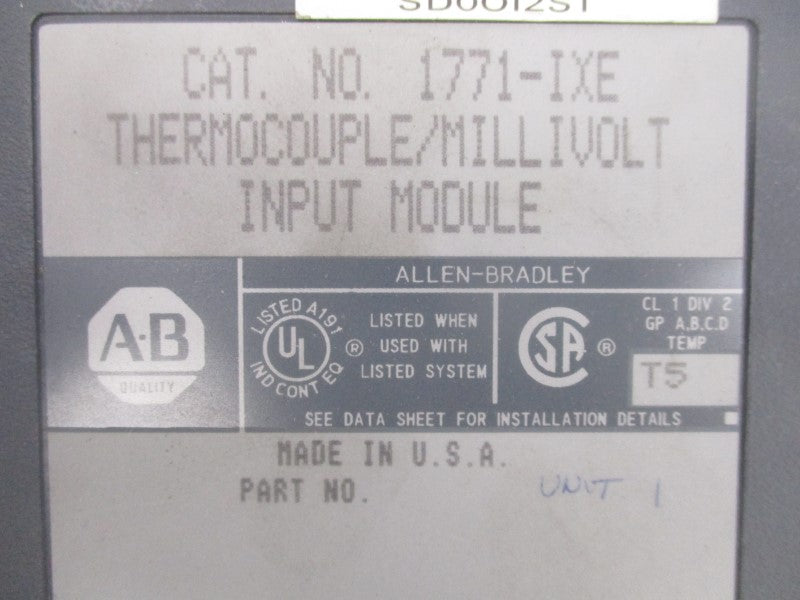 SD0012S1
CAT. NO. 1771-IXE
THERMOCOUPLE/MILLIVOLT
INPUT MODULE
ALLEN-BRADLEY
A·B
QUALITY
LISTED A191
UL
IND CONT EQ
®
LISTED WHEN
USED WITH
LISTED SYSTEM
SA
®
CL 1 DIV 2
GP A,B,C,D
TEMP
T5
SEE DATA SHEET FOR INSTALLATION DETAILS
MADE IN U.S.A.
PART NO.
UNIT 1